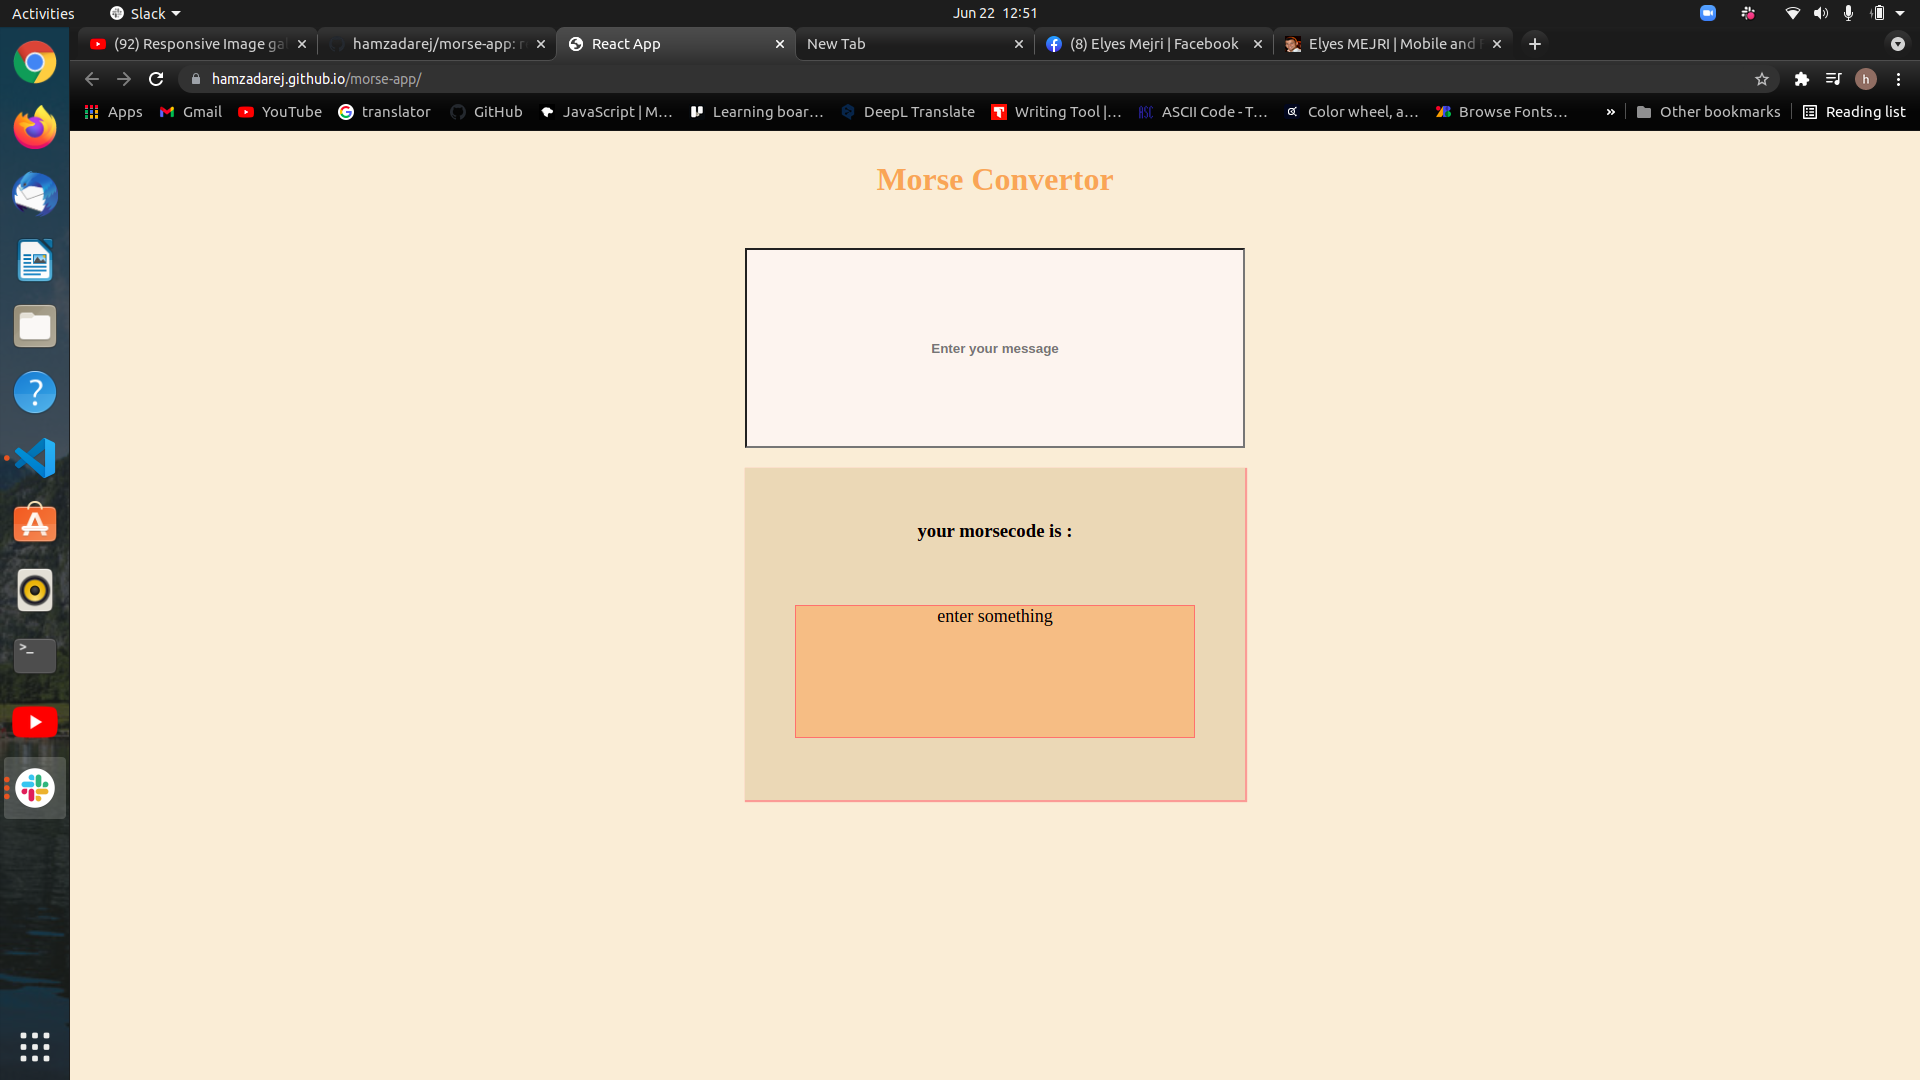 Activities Slack Jun 22 12:51
(92) Responsive Image ga hamzadarej/morse-app: r React App New Tab (8) Elyes Mejri | Facebook Elyes MEJRI | Mobile and
hamzadarej.github.io/morse-app/ h
Apps Gmail YouTube translator GitHub JavaScript | M... Learning boar... DeepL Translate Writing Tool |... ASC ASCII Code - T... Color wheel, a... Browse Fonts... » Other bookmarks Reading list
Morse Convertor
Enter your message
your morsecode is :
enter something